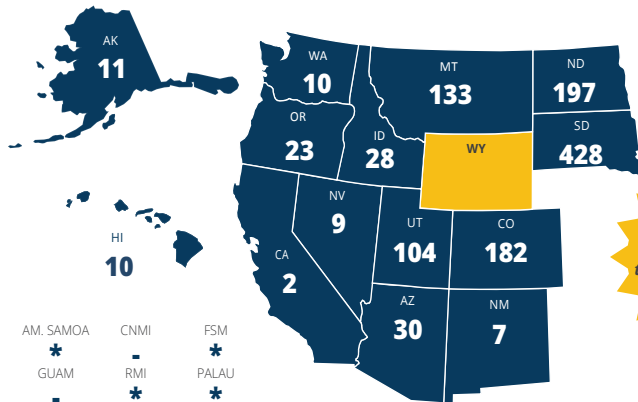 AK
11
WA
10
MT
133
ND
197
OR
23
ID
28
WY
SD
428
NV
9
UT
104
CO
182
HI
10
CA
2
AZ
30
NM
7
AM. SAMOA CNMI FSM
* - *
GUAM RMI PALAU
- * *